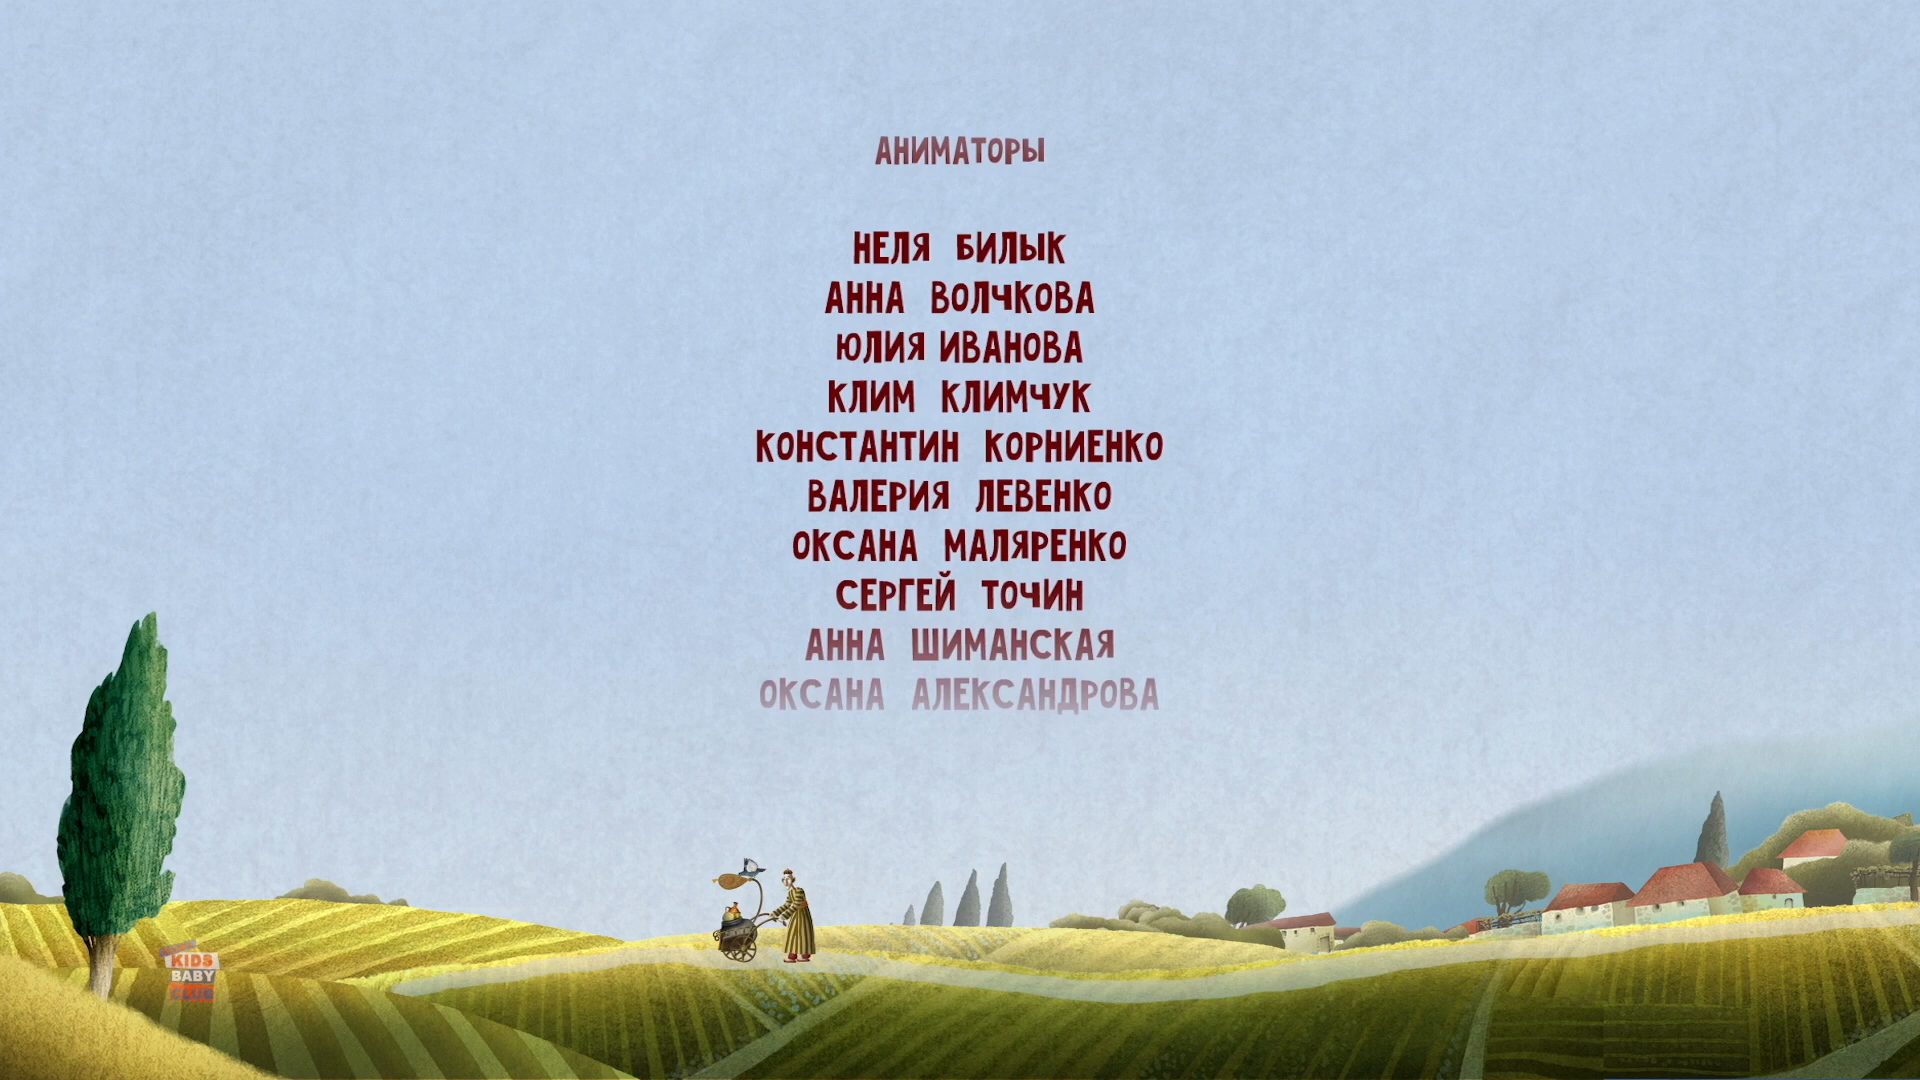 АНИМАТОРЫ
НЕЛЯ БИЛЫК
АННА ВОЛЧКОВА
ЮЛИЯ ИВАНОВА
КЛИМ КЛИМЧУК
КОНСТАНТИН КОРНИЕНКО
ВАЛЕРИЯ ЛЕВЕНКО
ОКСАНА МАЛЯРЕНКО
СЕРГЕЙ ТОЧИН
АННА ШИМАНСКАЯ
ОКСАНА АЛЕКСАНДРОВА
KIDS
BABY
CLUB